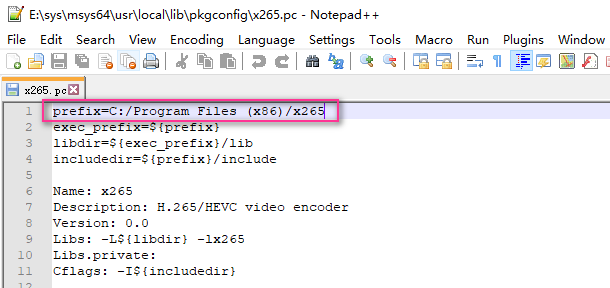 E:\sys\msys64\usr\local\lib\pkgconfig\x265.pc - Notepad++
File Edit Search View Encoding Language Settings Tools Macro Run Plugins Window
x265.pc
1 prefix=C:/Program Files (x86)/x265
2 exec_prefix=${prefix}
3 libdir=${exec_prefix}/lib
4 includedir=${prefix}/include
5
6 Name: x265
7 Description: H.265/HEVC video encoder
8 Version: 0.0
9 Libs: -L${libdir} -lx265
10 Libs.private:
11 Cflags: -I${includedir}
12